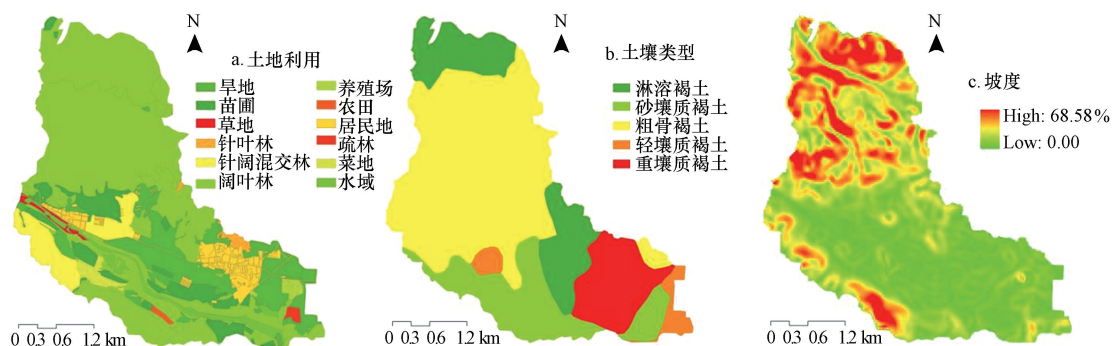 N
a. 土地利用
旱地
苗圃
草地
针叶林
针阔混交林
阔叶林
养殖场
农田
居民地
疏林
菜地
水域
0 0.3 0.6 1.2 km
N
b. 土壤类型
淋溶褐土
砂壤质褐土
粗骨褐土
轻壤质褐土
重壤质褐土
0 0.3 0.6 1.2 km
N
c. 坡度
High: 68.58%
Low: 0.00
0 0.3 0.6 1.2 km